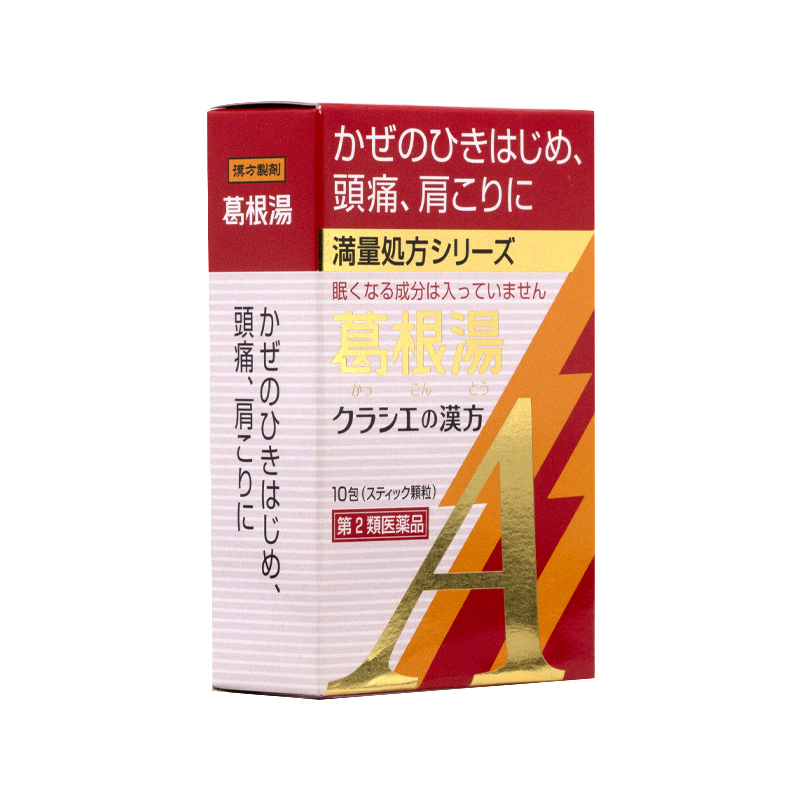 かぜのひきはじめ、
頭痛、肩こりに
満量処方シリーズ
眠くなる成分は入っていません
葛根湯
かっ こん とう
クラシエの漢方
10包(スティック顆粒)
第2類医薬品
A
漢方製剤
葛根湯
かぜのひきはじめ、
頭痛、肩こりに